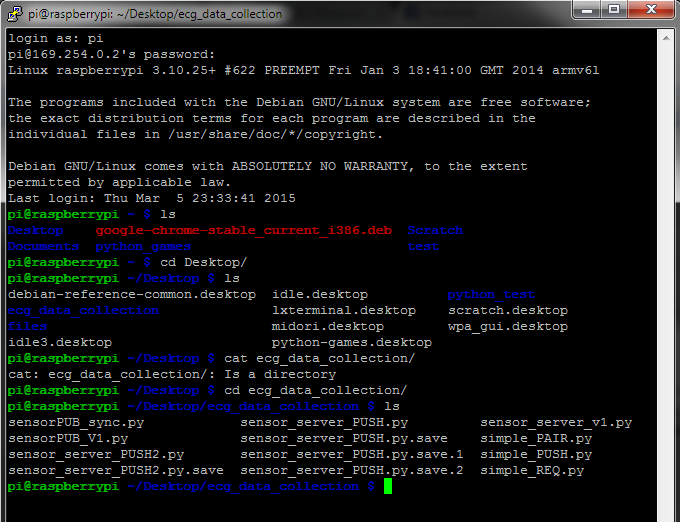 pi@raspberrypi: ~/Desktop/ecg_data_collection
login as: pi
pi@169.254.0.2's password:
Linux raspberrypi 3.10.25+ #622 PREEMPT Fri Jan 3 18:41:00 GMT 2014 armv6l
The programs included with the Debian GNU/Linux system are free software;
the exact distribution terms for each program are described in the
individual files in /usr/share/doc/*/copyright.
Debian GNU/Linux comes with ABSOLUTELY NO WARRANTY, to the extent
permitted by applicable law.
Last login: Thu Mar  5 23:33:41 2015
pi@raspberrypi ~ $ ls
Desktop    google-chrome-stable_current_i386.deb  Scratch
Documents  python_games                           test
pi@raspberrypi ~ $ cd Desktop/
pi@raspberrypi ~/Desktop $ ls
debian-reference-common.desktop  idle.desktop          python_test
ecg_data_collection              lxterminal.desktop    scratch.desktop
files                            midori.desktop        wpa_gui.desktop
idle3.desktop                    python-games.desktop
pi@raspberrypi ~/Desktop $ cat ecg_data_collection/
cat: ecg_data_collection/: Is a directory
pi@raspberrypi ~/Desktop $ cd ecg_data_collection/
pi@raspberrypi ~/Desktop/ecg_data_collection $ ls
sensorPUB_sync.py            sensor_server_PUSH.py         sensor_server_v1.py
sensorPUB_V1.py              sensor_server_PUSH.py.save    simple_PAIR.py
sensor_server_PUSH2.py       sensor_server_PUSH.py.save.1  simple_PUSH.py
sensor_server_PUSH2.py.save  sensor_server_PUSH.py.save.2  simple_REQ.py
pi@raspberrypi ~/Desktop/ecg_data_collection $